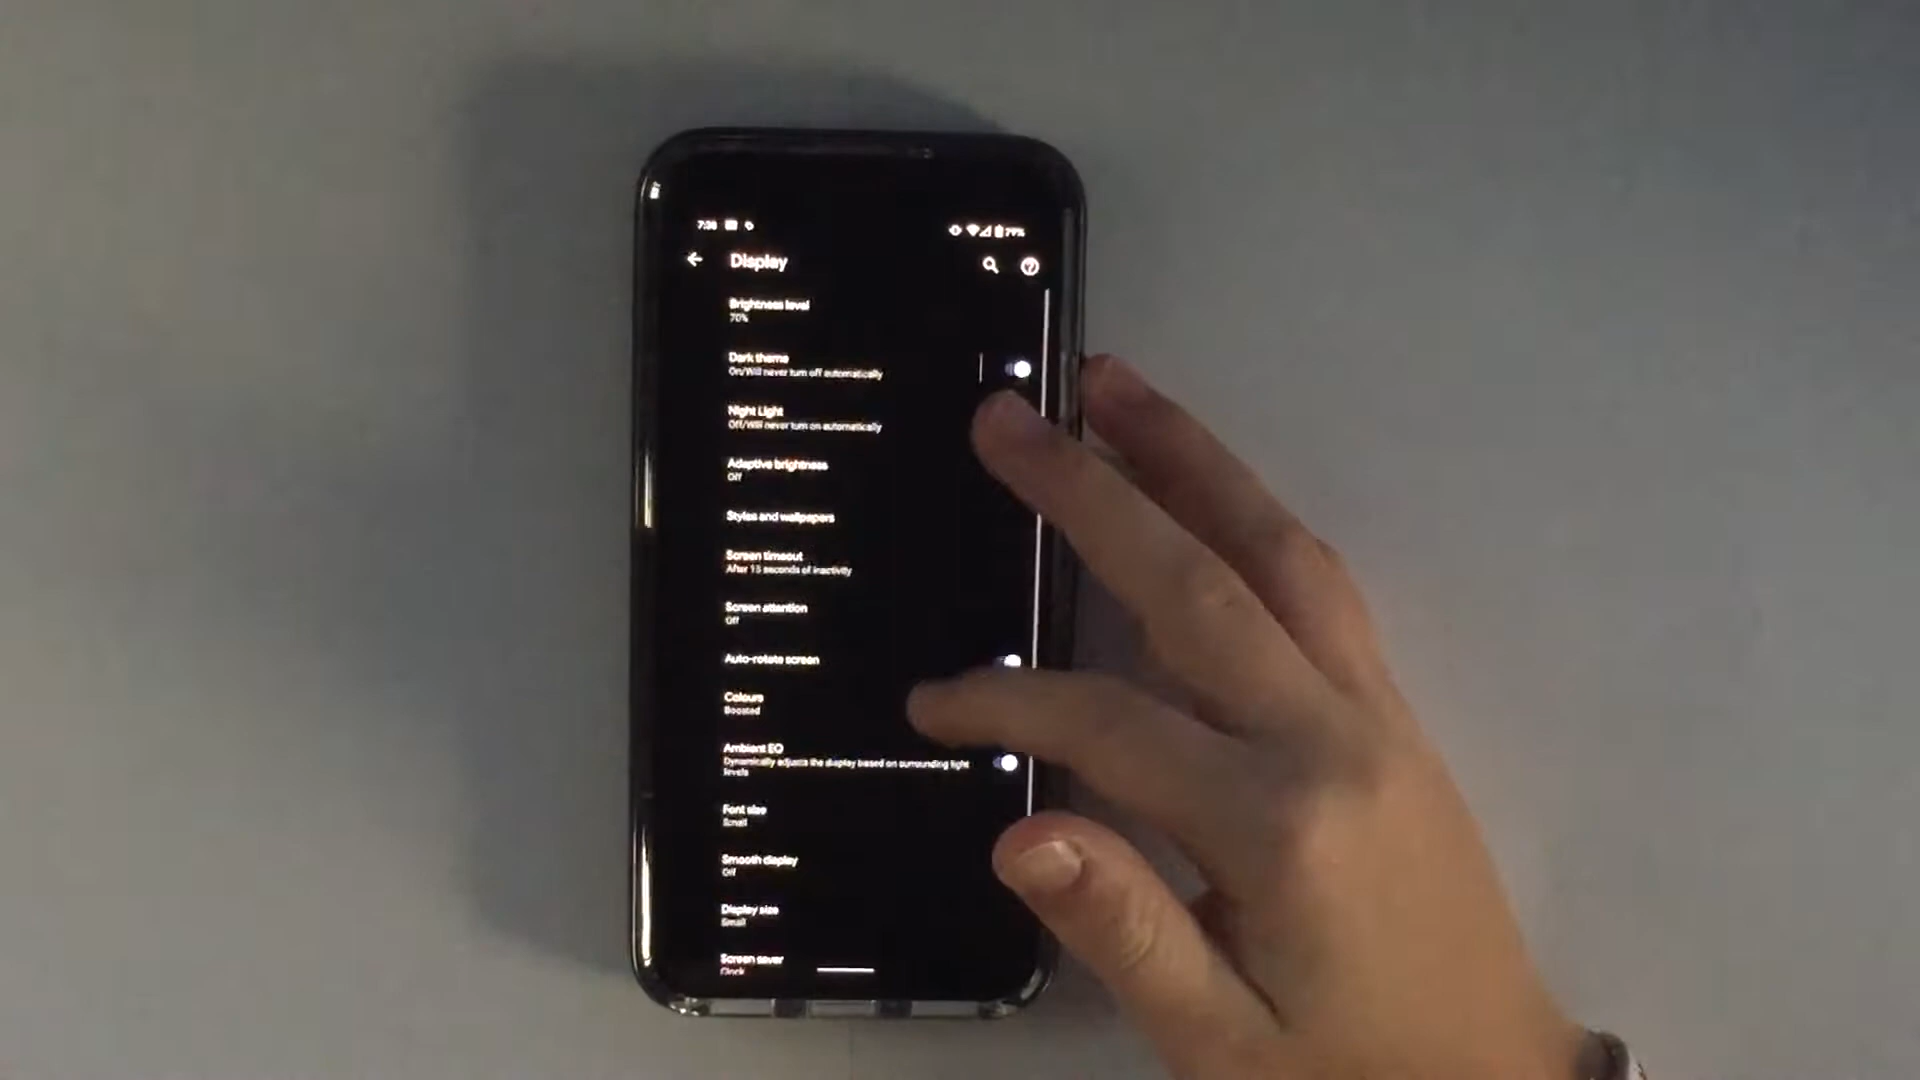 7:38
79%
Display
Brightness level
70%
Dark theme
On/Will never turn off automatically
Night Light
Off/Will never turn on automatically
Adaptive brightness
Off
Styles and wallpapers
Screen timeout
After 15 seconds of inactivity
Screen attention
Off
Auto-rotate screen
Colours
Boosted
Ambient EQ
Dynamically adjusts the display based on surrounding light
levels
Font size
Small
Smooth display
Off
Display size
Small
Screen saver
Clock